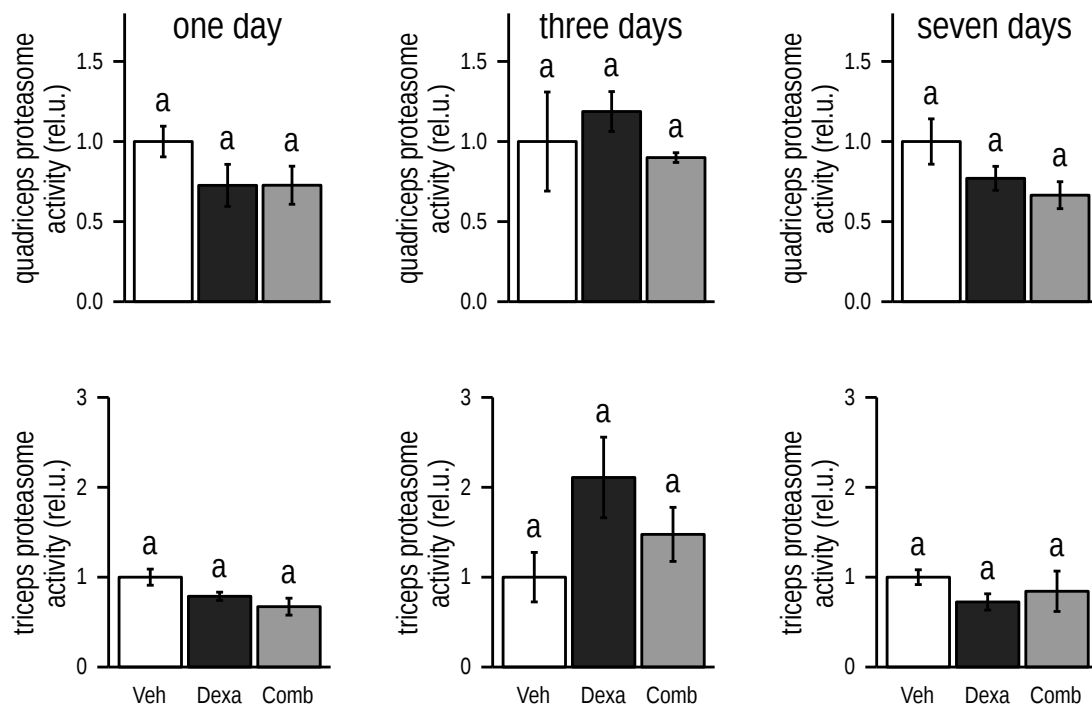 one day
three days
seven days
quadriceps proteasome
activity (rel.u.)
1.5
1.0
0.5
0.0
a
a
a
quadriceps proteasome
activity (rel.u.)
1.5
1.0
0.5
0.0
a
a
a
quadriceps proteasome
activity (rel.u.)
1.5
1.0
0.5
0.0
a
a
a
triceps proteasome
activity (rel.u.)
3
2
1
0
a
a
a
Veh Dexa Comb
triceps proteasome
activity (rel.u.)
3
2
1
0
a
a
a
Veh Dexa Comb
triceps proteasome
activity (rel.u.)
3
2
1
0
a
a
a
Veh Dexa Comb